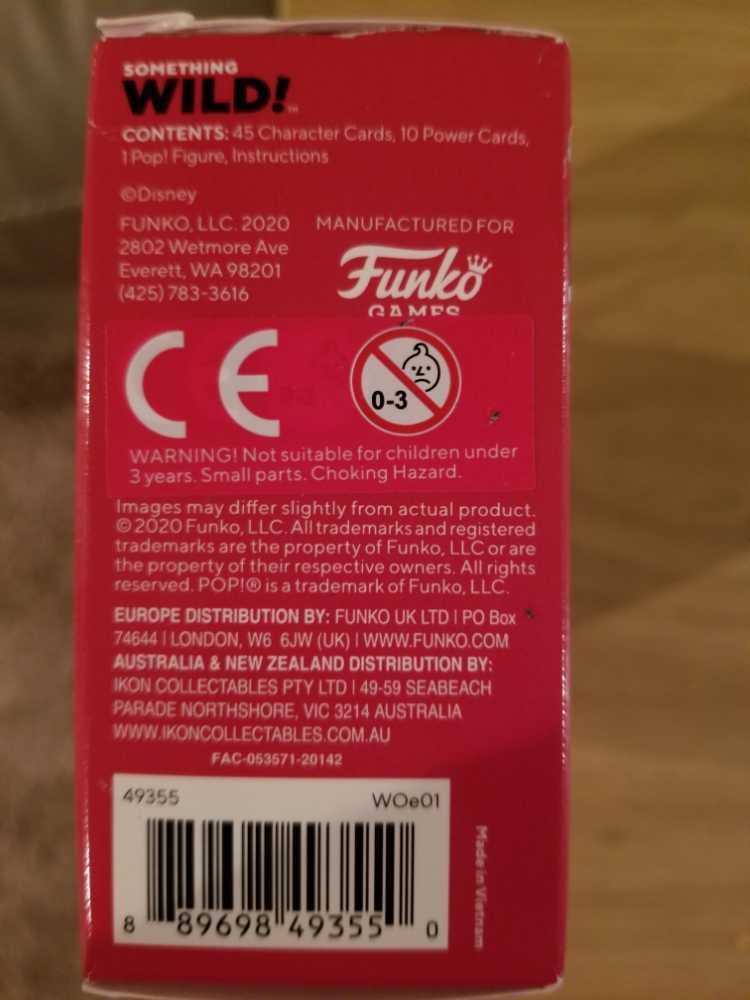 SOMETHING
WILD!™
CONTENTS: 45 Character Cards, 10 Power Cards,
1 Pop! Figure, Instructions
©Disney
FUNKO, LLC. 2020
2802 Wetmore Ave
Everett, WA 98201
(425) 783-3616
MANUFACTURED FOR
Funko
GAMES
CE
0-3
WARNING! Not suitable for children under
3 years. Small parts. Choking Hazard.
Images may differ slightly from actual product.
© 2020 Funko, LLC. All trademarks and registered
trademarks are the property of Funko, LLC or are
the property of their respective owners. All rights
reserved. POP!® is a trademark of Funko, LLC.
EUROPE DISTRIBUTION BY: FUNKO UK LTD | PO Box
74644 | LONDON, W6 6JW (UK) | WWW.FUNKO.COM
AUSTRALIA & NEW ZEALAND DISTRIBUTION BY:
IKON COLLECTABLES PTY LTD | 49-59 SEABEACH
PARADE NORTHSHORE, VIC 3214 AUSTRALIA
WWW.IKONCOLLECTABLES.COM.AU
FAC-053571-20142
49355 WOe01
8 89698 49355 0
Made in Vietnam